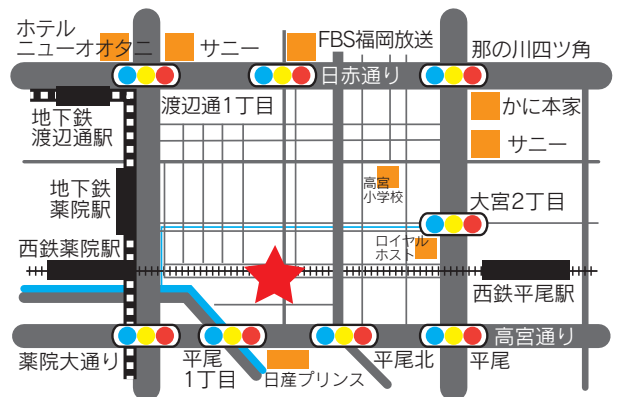 ホテル
ニューオオタニ
サニー
FBS福岡放送
那の川四ツ角
日赤通り
地下鉄
渡辺通駅
渡辺通1丁目
かに本家
サニー
地下鉄
薬院駅
高宮
小学校
大宮2丁目
西鉄薬院駅
ロイヤル
ホスト
西鉄平尾駅
高宮通り
薬院大通り
平尾
1丁目
日産プリンス
平尾北
平尾